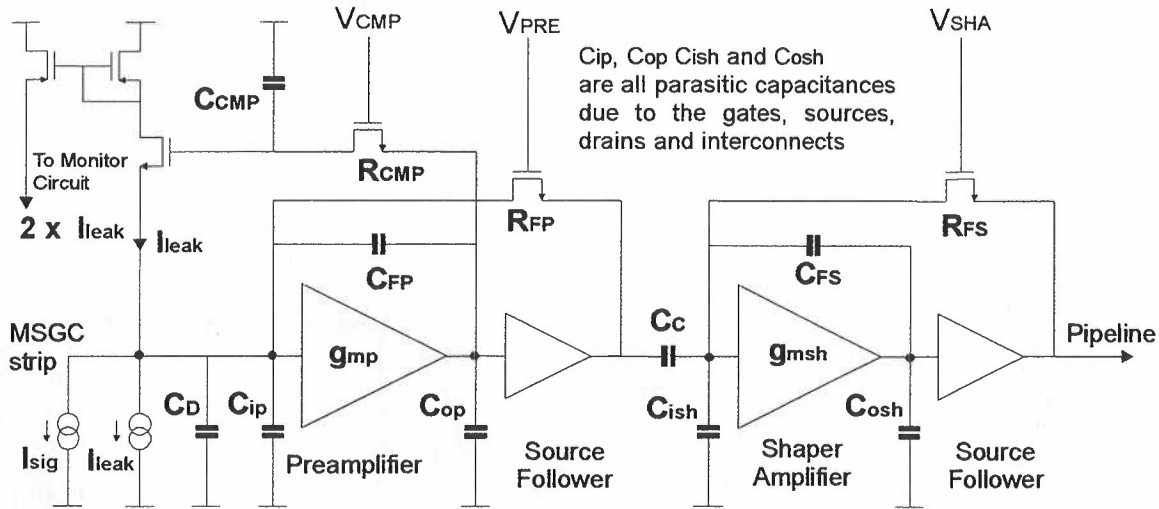 VCMP
VPRE
VSHA
Cip, Cop Cish and Cosh
are all parasitic capacitances
due to the gates, sources,
drains and interconnects
CCMP
RCMP
To Monitor
Circuit
2 x Ileak
Ileak
RFP
RFS
CFP
CFS
MSGC
strip
gmp
CC
gmsh
Pipeline
CD
Cip
Cop
Cish
Cosh
Isig
Ileak
Preamplifier
Source
Follower
Shaper
Amplifier
Source
Follower